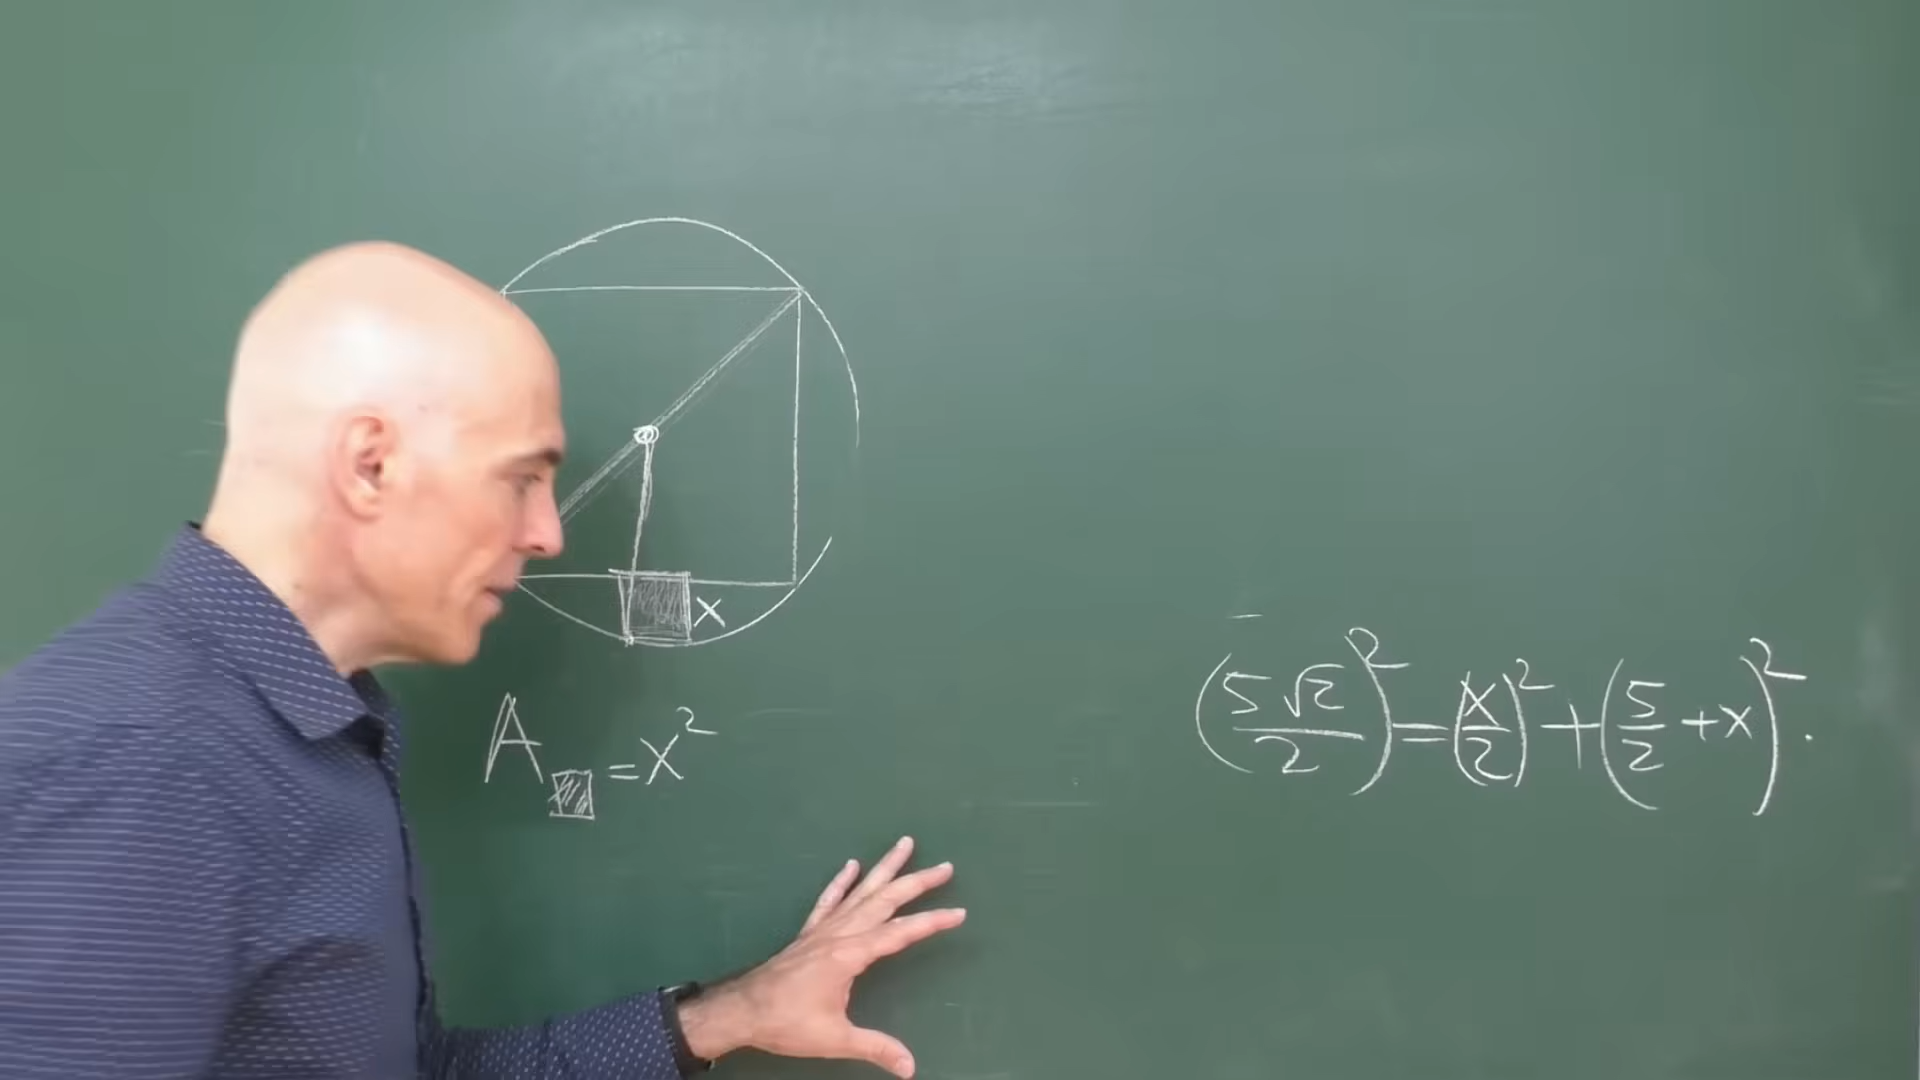 x
A▨ = x²
(5√2/2)² = (x/2)² + (5/2 + x)².